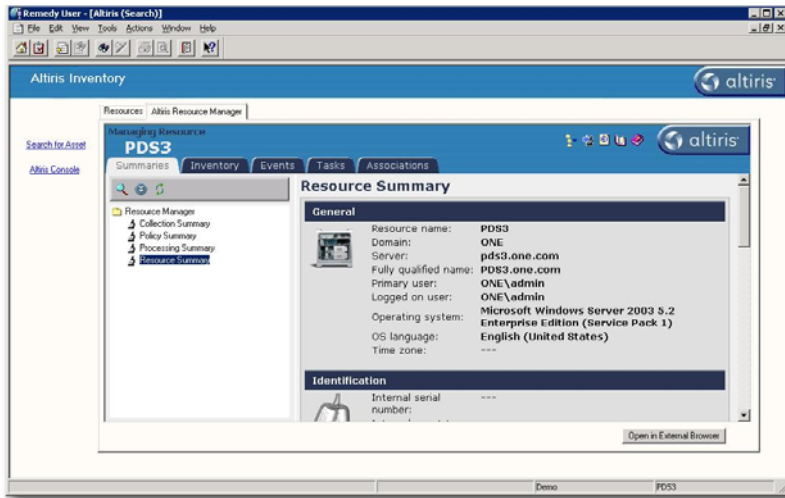 Remedy User - [Altiris (Search)]
File Edit View Tools Actions Window Help
Altiris Inventory
altiris
Resources Altiris Resource Manager
Search for Asset
Altiris Console
Managing Resource
PDS3
altiris
Summaries Inventory Events Tasks Associations
Resource Manager
Collection Summary
Policy Summary
Processing Summary
Resource Summary
Resource Summary
General
Resource name: PDS3
Domain: ONE
Server: pds3.one.com
Fully qualified name: PDS3.one.com
Primary user: ONE\admin
Logged on user: ONE\admin
Operating system: Microsoft Windows Server 2003 5.2
Enterprise Edition (Service Pack 1)
OS language: English (United States)
Time zone: ---
Identification
Internal serial ---
number:
Open in External Browser
Demo PDS3